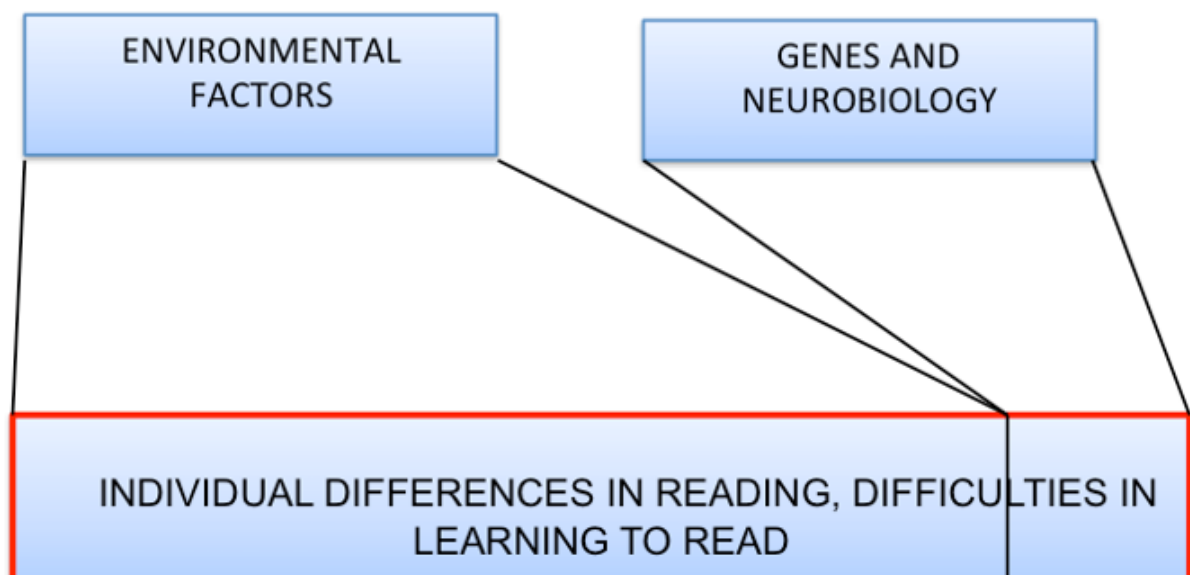 ENVIRONMENTAL
FACTORS
GENES AND
NEUROBIOLOGY
INDIVIDUAL DIFFERENCES IN READING, DIFFICULTIES IN
LEARNING TO READ